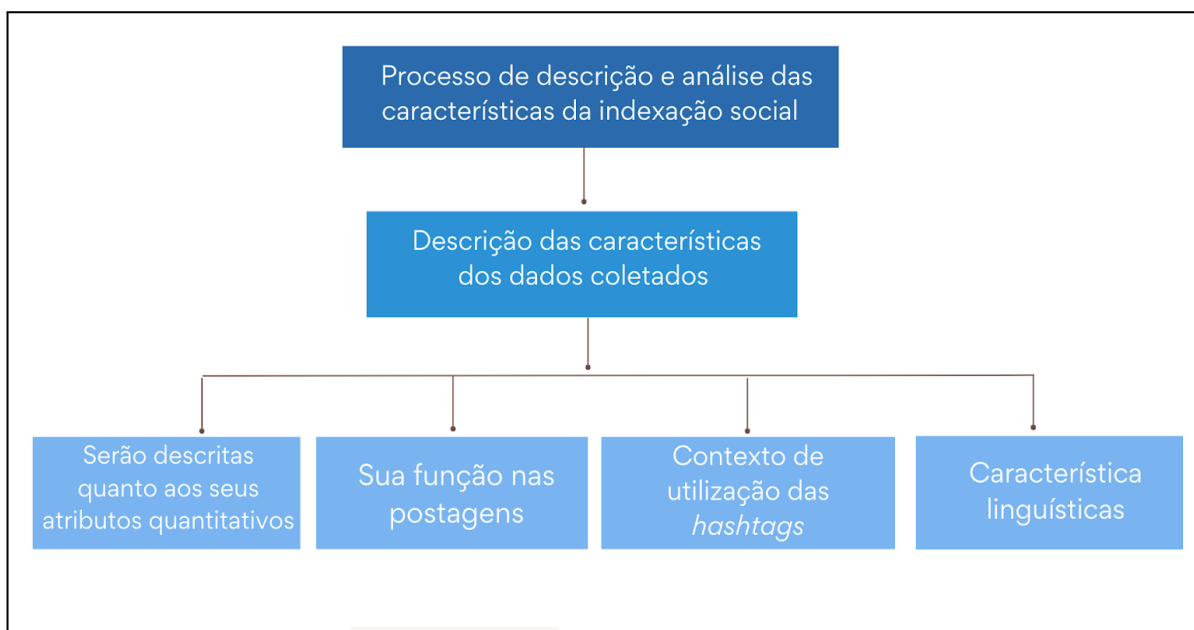 Processo de descrição e análise das
características da indexação social
Descrição das características
dos dados coletados
Serão descritas
quanto aos seus
atributos quantitativos
Sua função nas
postagens
Contexto de
utilização das
hashtags
Característica
linguísticas